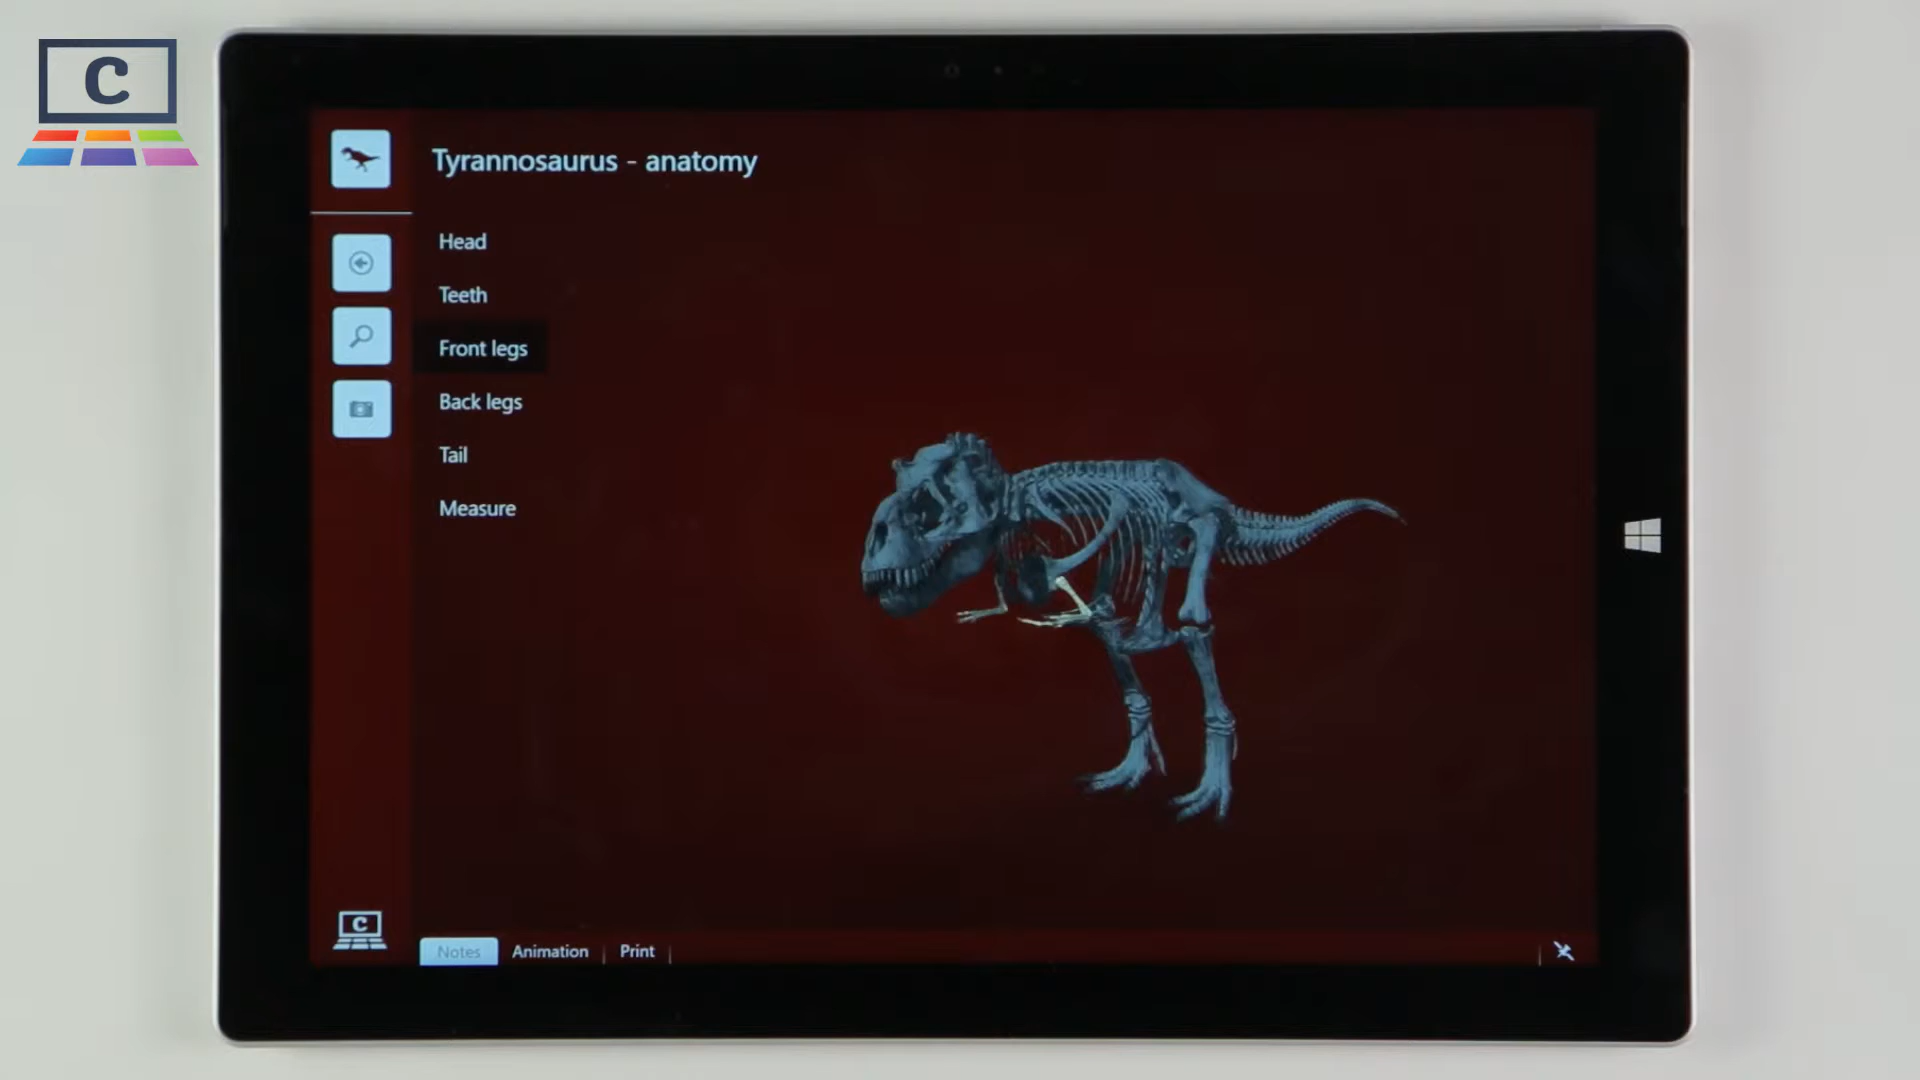 C
Tyrannosaurus - anatomy
Head
Teeth
Front legs
Back legs
Tail
Measure
C
Notes
Animation
Print